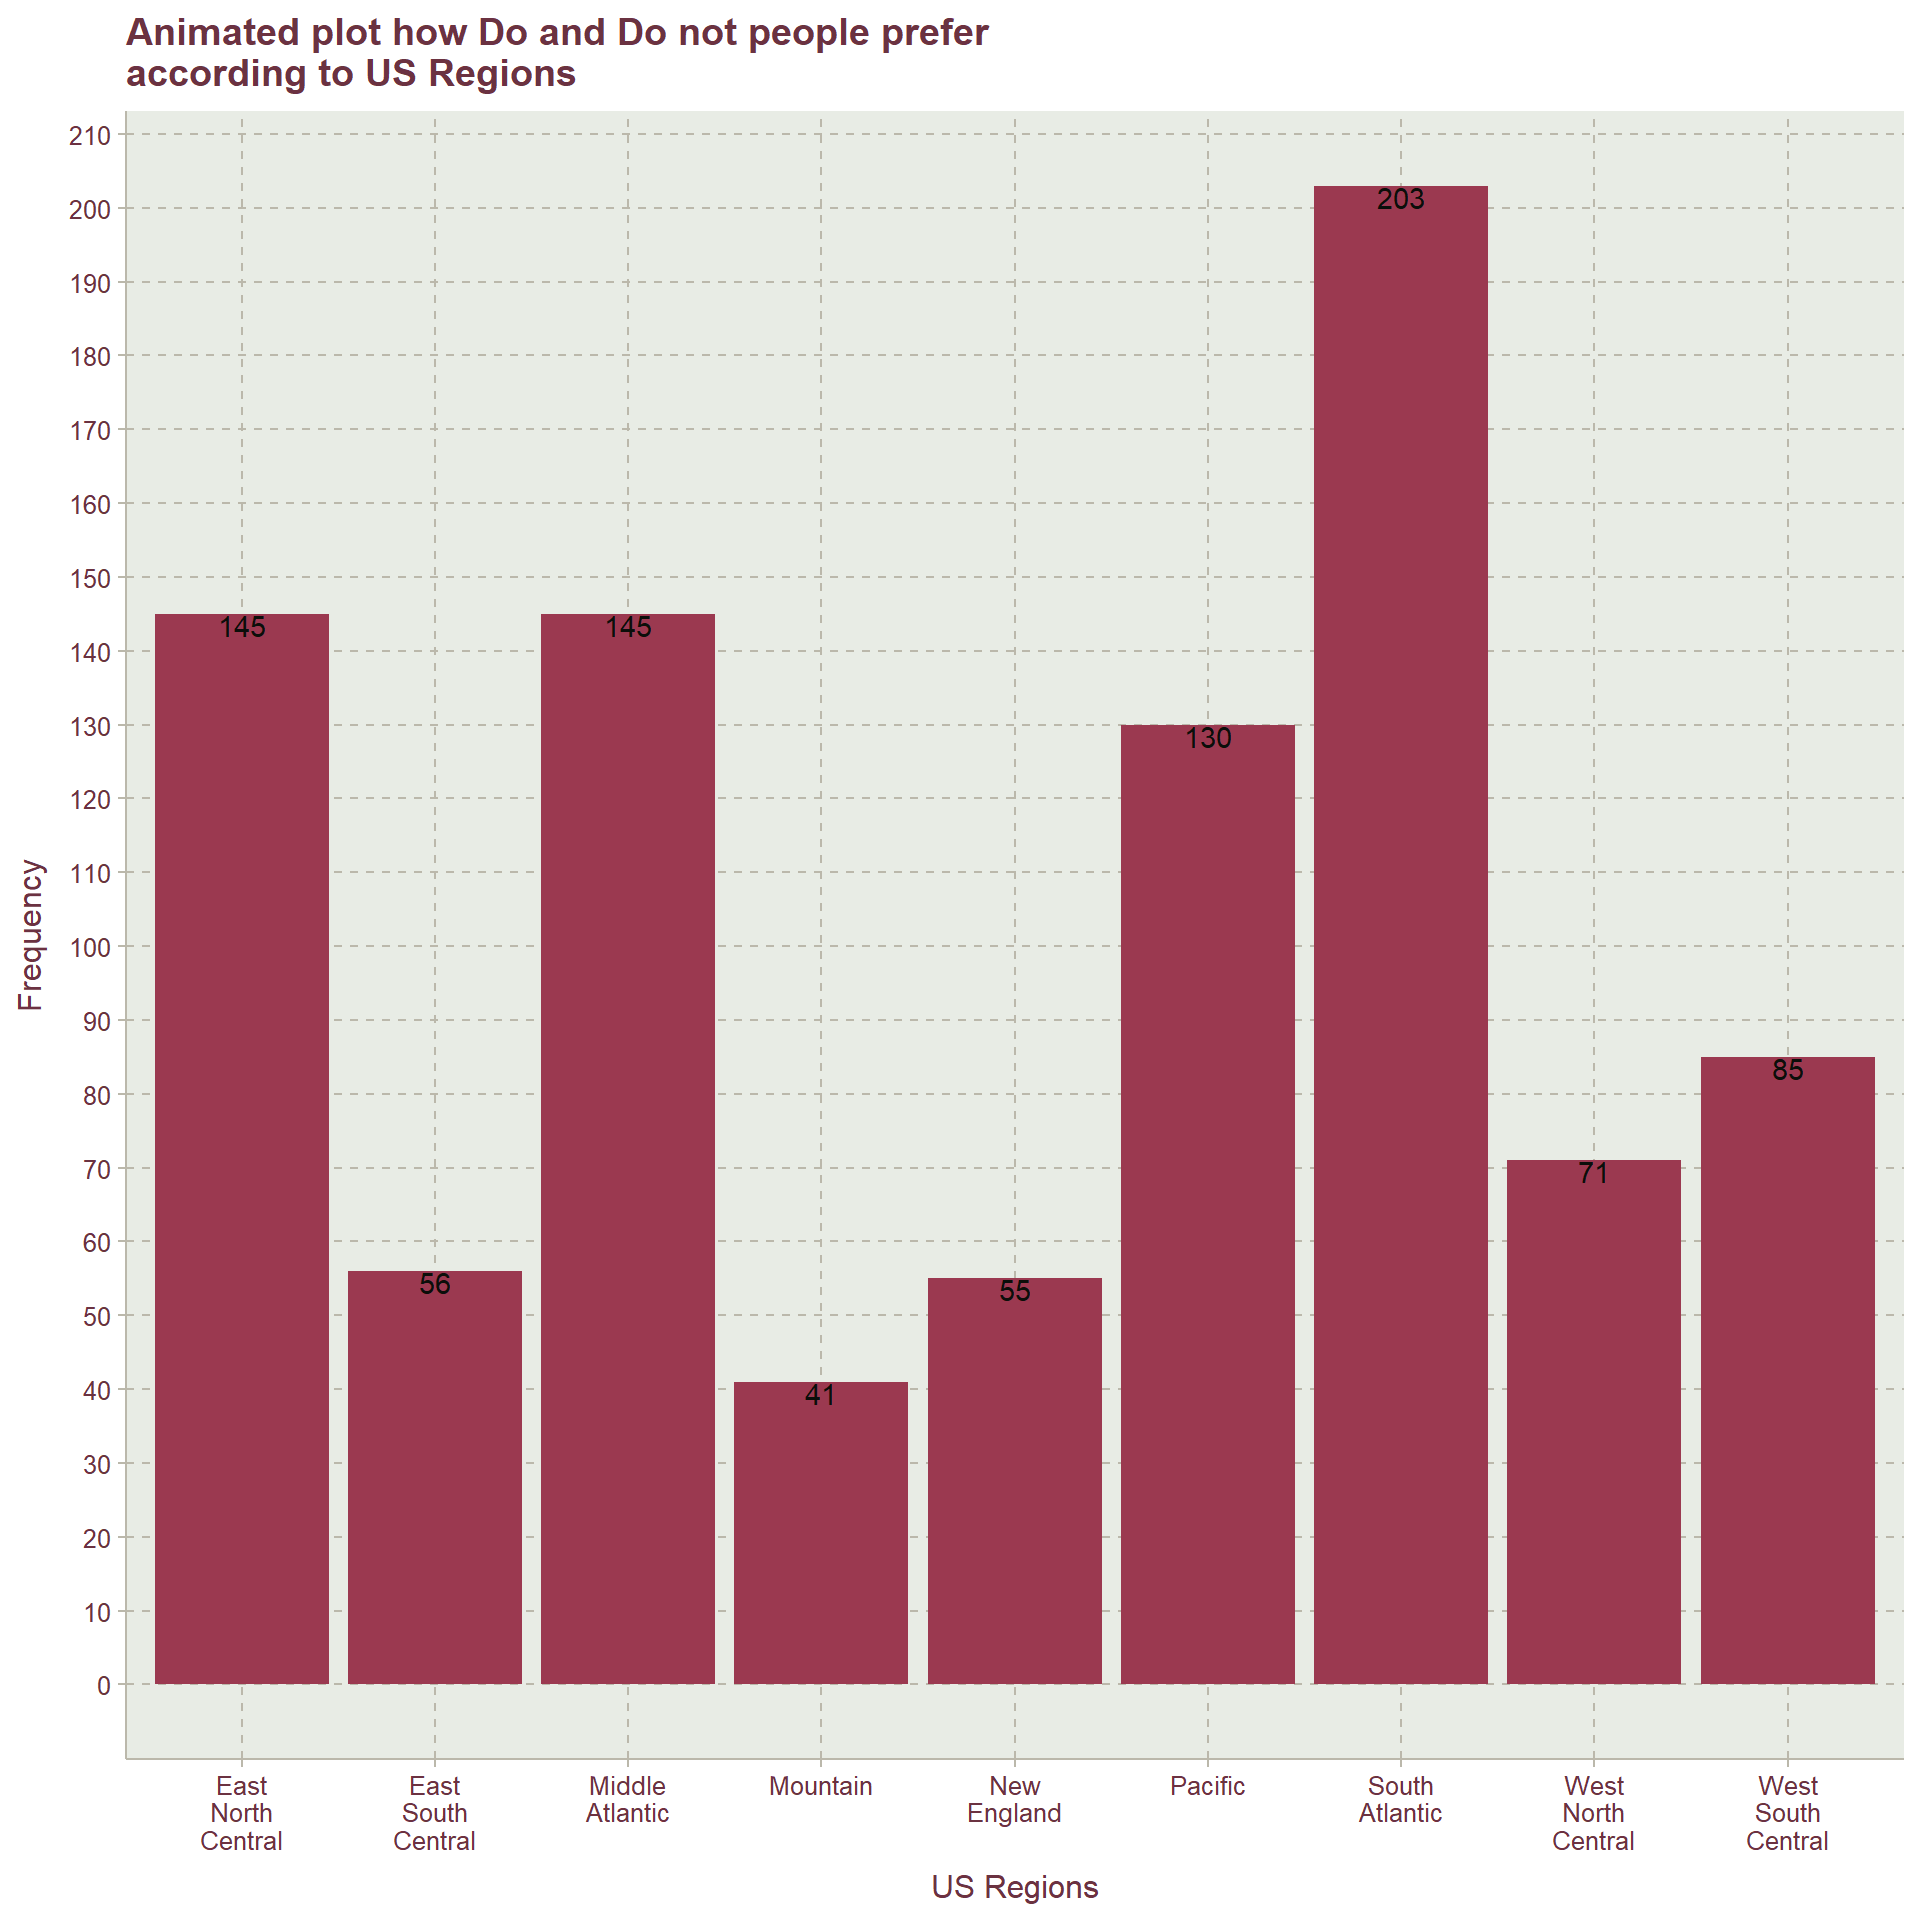 Animated plot how Do and Do not people prefer
according to US Regions
210
200
190
180
170
160
150
140
130
120
110
100
90
80
70
60
50
40
30
20
10
0
Frequency
145
56
145
41
55
130
203
71
85
East
North
Central
East
South
Central
Middle
Atlantic
Mountain
New
England
Pacific
South
Atlantic
West
North
Central
West
South
Central
US Regions